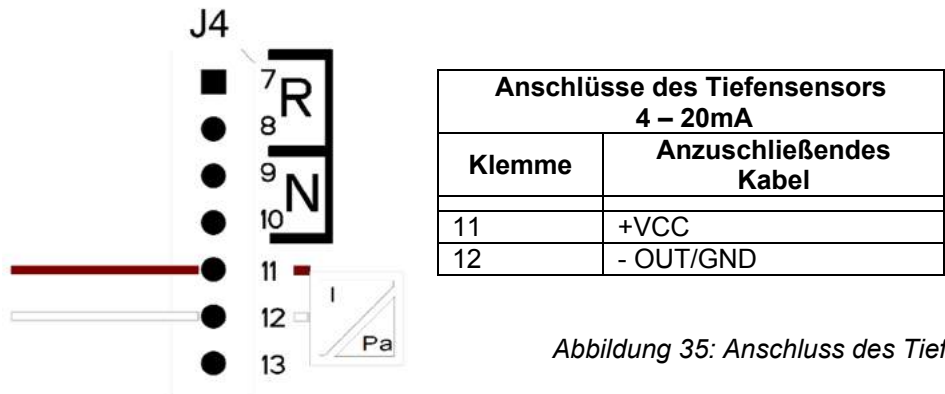 J4
7
R
8
9
N
10
11
12
13
I
Pa
Anschlüsse des Tiefensensors
4 – 20mA
Klemme
Anzuschließendes
Kabel
11
+VCC
12
- OUT/GND
Abbildung 35: Anschluss des Tief